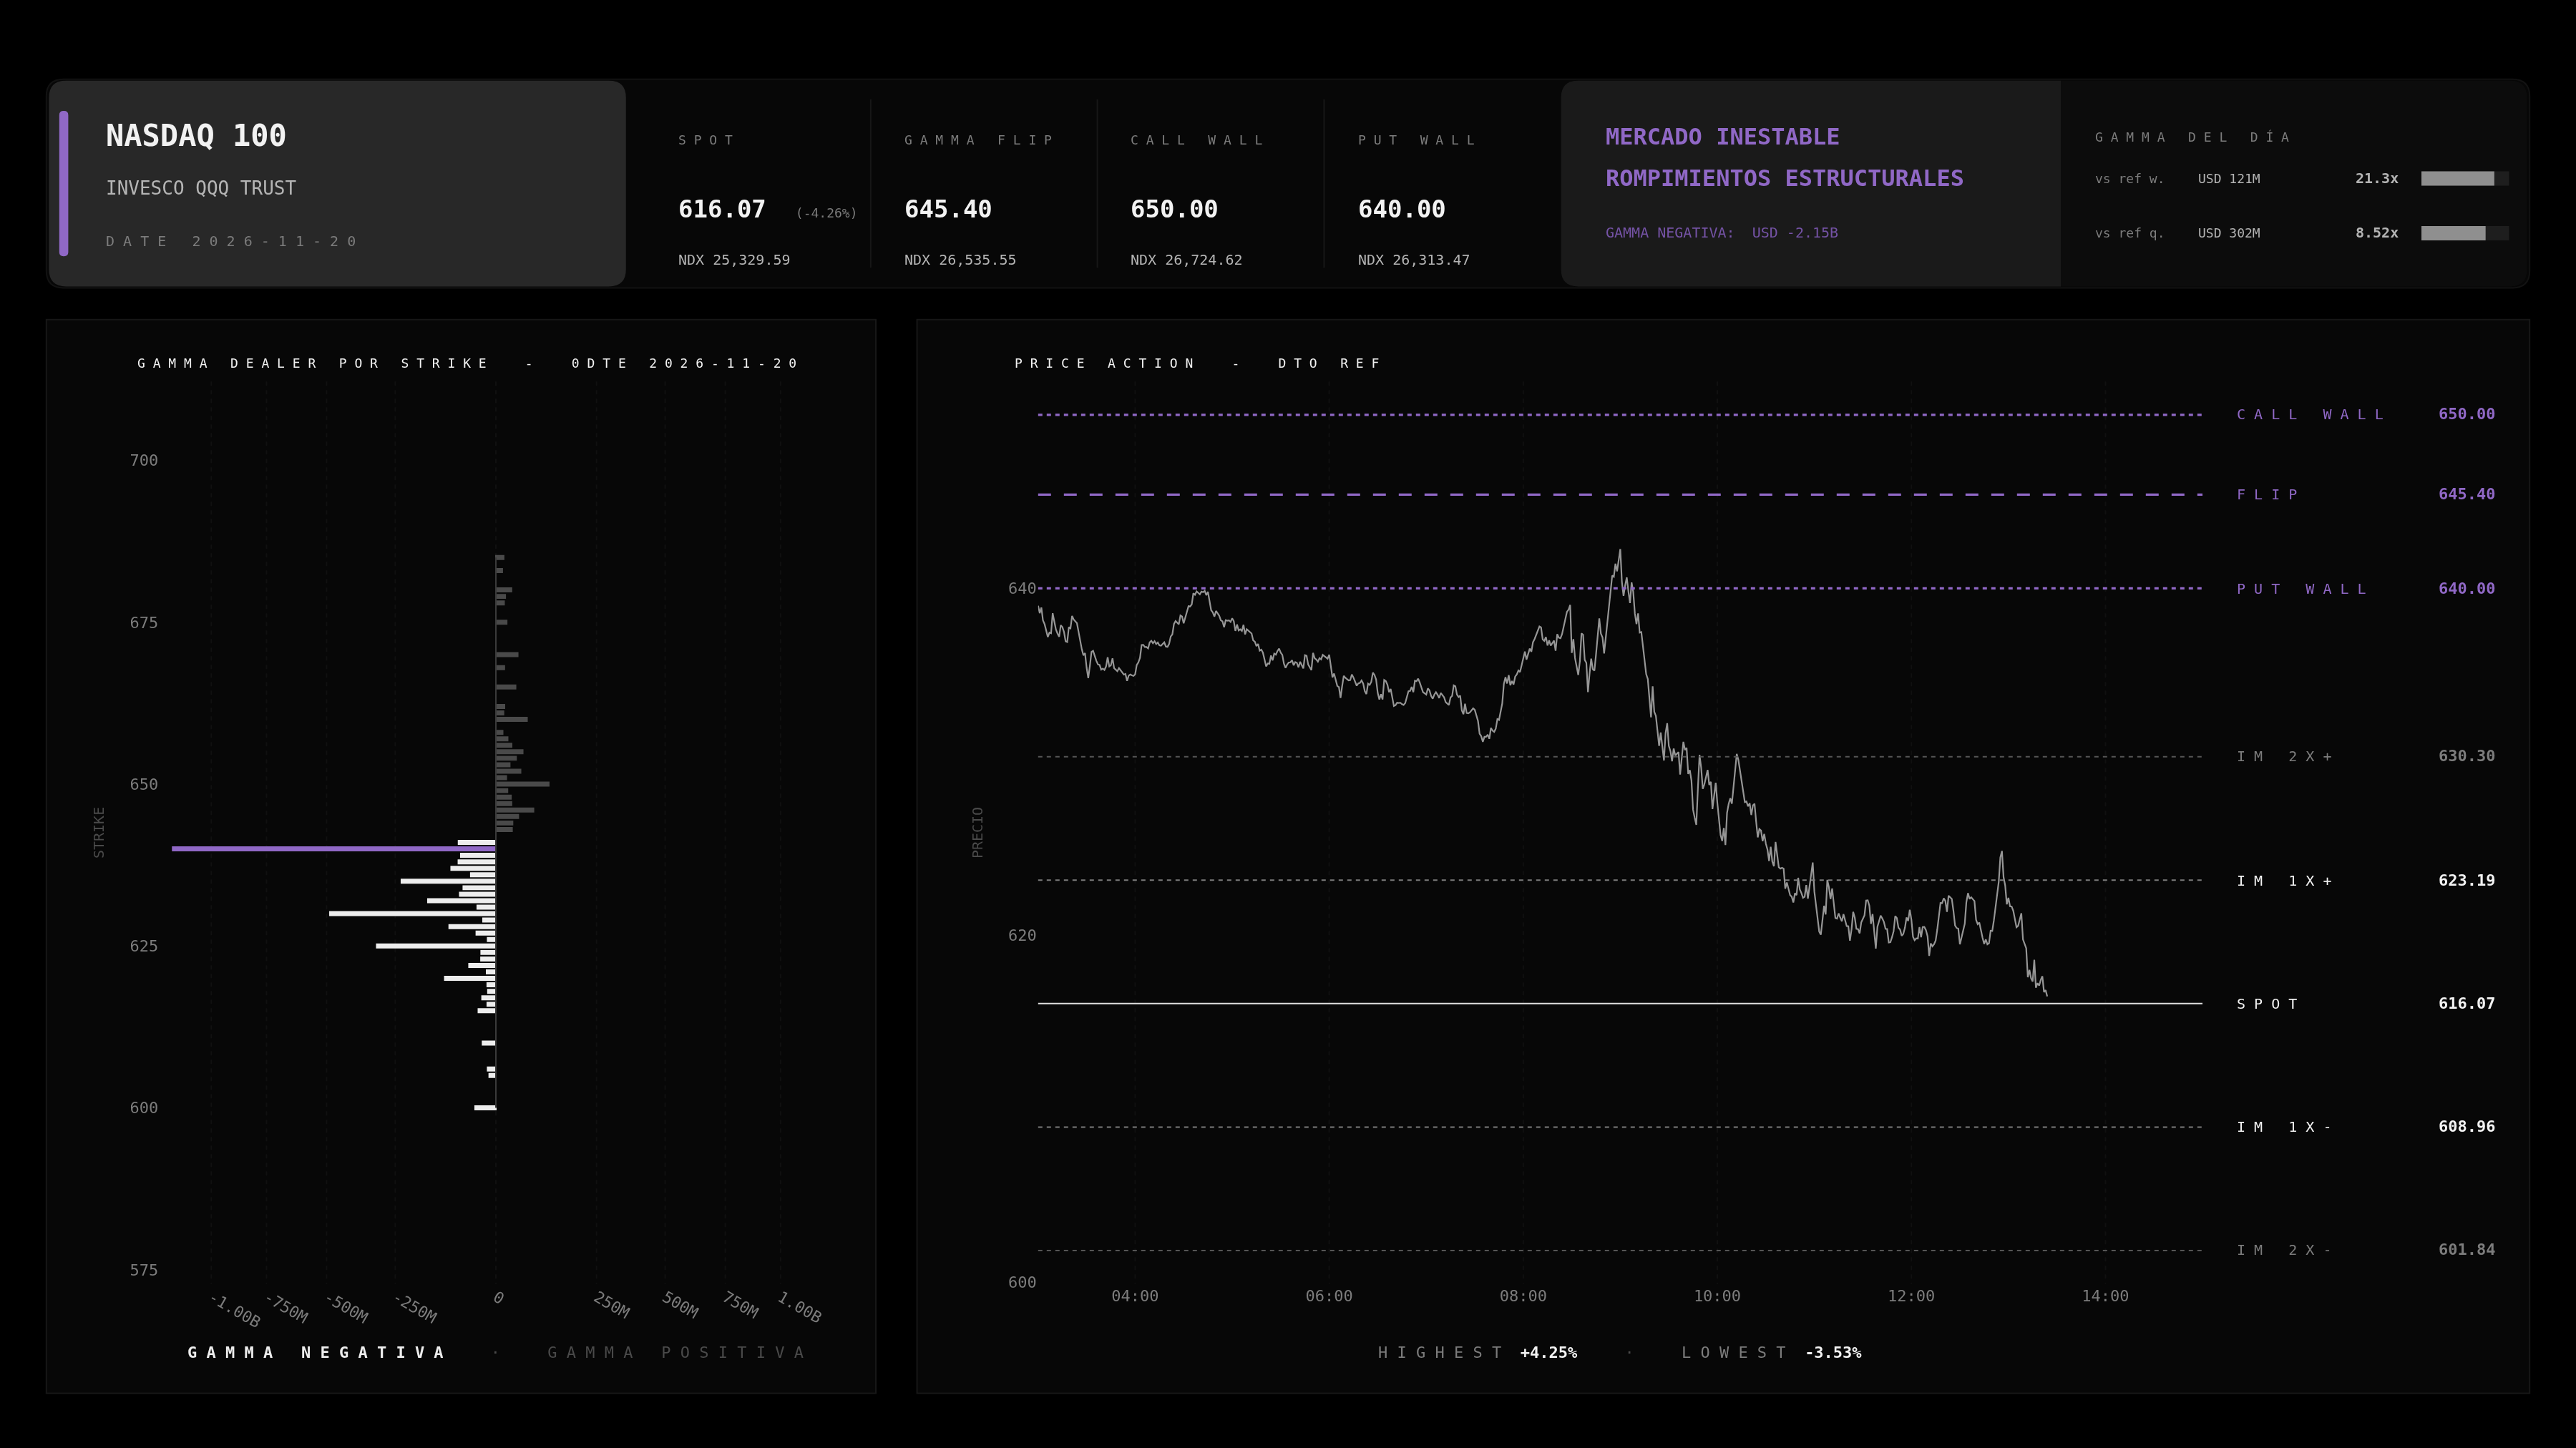 NASDAQ 100
INVESCO QQQ TRUST
DATE 2026-11-20
SPOT
616.07 (-4.26%)
NDX 25,329.59
GAMMA FLIP
645.40
NDX 26,535.55
CALL WALL
650.00
NDX 26,724.62
PUT WALL
640.00
NDX 26,313.47
MERCADO INESTABLE
ROMPIMIENTOS ESTRUCTURALES
GAMMA NEGATIVA: USD -2.15B
GAMMA DEL DÍA
vs ref w. USD 121M 21.3x
vs ref q. USD 302M 8.52x
GAMMA DEALER POR STRIKE - 0DTE 2026-11-20
700
675
650
625
600
575
STRIKE
-1.00B -750M -500M -250M 0 250M 500M 750M 1.00B
GAMMA NEGATIVA · GAMMA POSITIVA
PRICE ACTION - DTO REF
CALL WALL 650.00
FLIP 645.40
640
PUT WALL 640.00
IM 2X+ 630.30
PRECIO
IM 1X+ 623.19
620
SPOT 616.07
IM 1X- 608.96
IM 2X- 601.84
600
04:00 06:00 08:00 10:00 12:00 14:00
HIGHEST +4.25% · LOWEST -3.53%